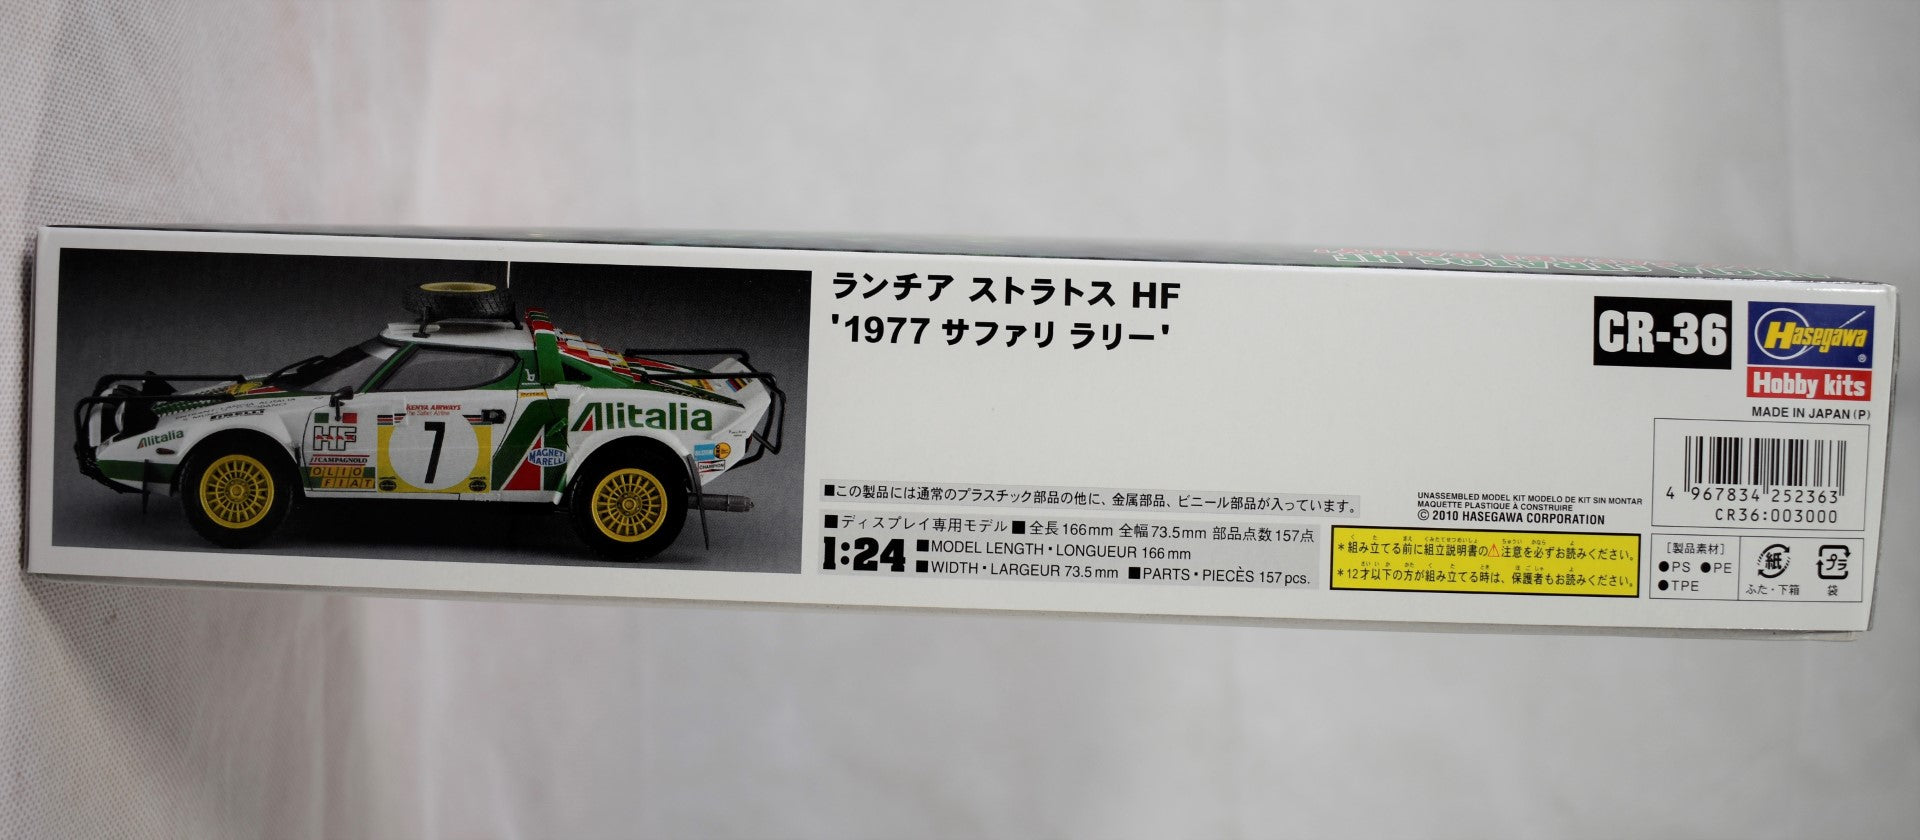 ランチア ストラトス HF
'1977 サファリ ラリー'
CR-36
Hasegawa®
Hobby kits
MADE IN JAPAN (P)
4 967834 252363
CR36:003000
■この製品には通常のプラスチック部品の他に、金属部品、ビニール部品が入っています。
■ディスプレイ専用モデル ■全長166mm 全幅73.5mm 部品点数157点
1:24
■MODEL LENGTH・LONGUEUR 166mm
■WIDTH・LARGEUR 73.5mm ■PARTS・PIECÈS 157pcs.
UNASSEMBLED MODEL KIT MODELO DE KIT SIN MONTAR
MAQUETTE PLASTIQUE À CONSTRUIRE
© 2010 HASEGAWA CORPORATION
＊組み立てる前に組立説明書の⚠注意を必ずお読みください。
＊12才以下の方が組み立てる時は、保護者もお読みください。
[製品素材]
●PS ●PE
●TPE
紙
ふた・下箱
プラ
袋
Alitalia
PIRELLI
HF
CAMPAGNOLO
OLIO
FIAT
KENYA AIRWAYS
7
Alitalia
MAGNETI
MARELLI
CHAMPION